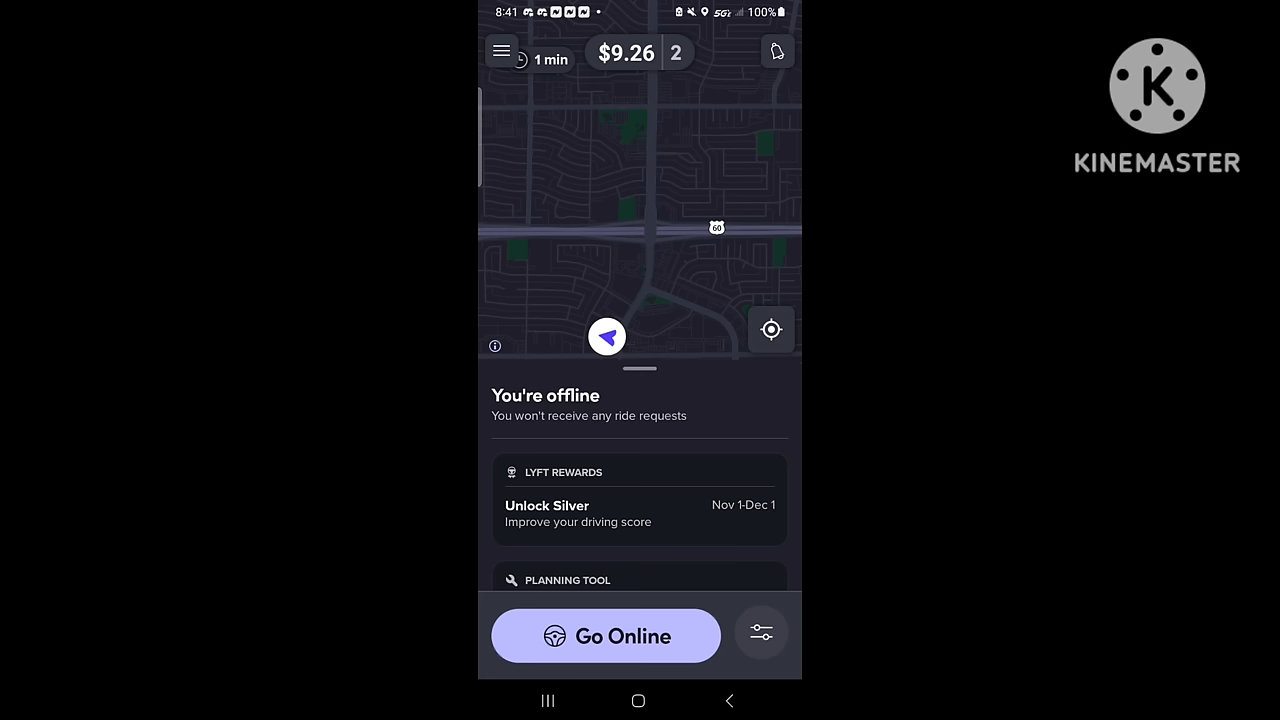 8:41
5G
100%
1 min
$9.26 2
60
You're offline
You won't receive any ride requests
LYFT REWARDS
Unlock Silver
Nov 1-Dec 1
Improve your driving score
PLANNING TOOL
Go Online
K
KINEMASTER